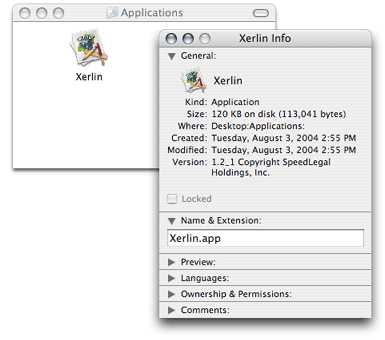 Applications
Xerlin
Xerlin Info
General:
Xerlin
Kind: Application
Size: 120 KB on disk (113,041 bytes)
Where: Desktop:Applications:
Created: Tuesday, August 3, 2004 2:55 PM
Modified: Tuesday, August 3, 2004 2:55 PM
Version: 1.2_1 Copyright SpeedLegal
Holdings, Inc.
Locked
Name & Extension:
Xerlin.app
Preview:
Languages:
Ownership & Permissions:
Comments: